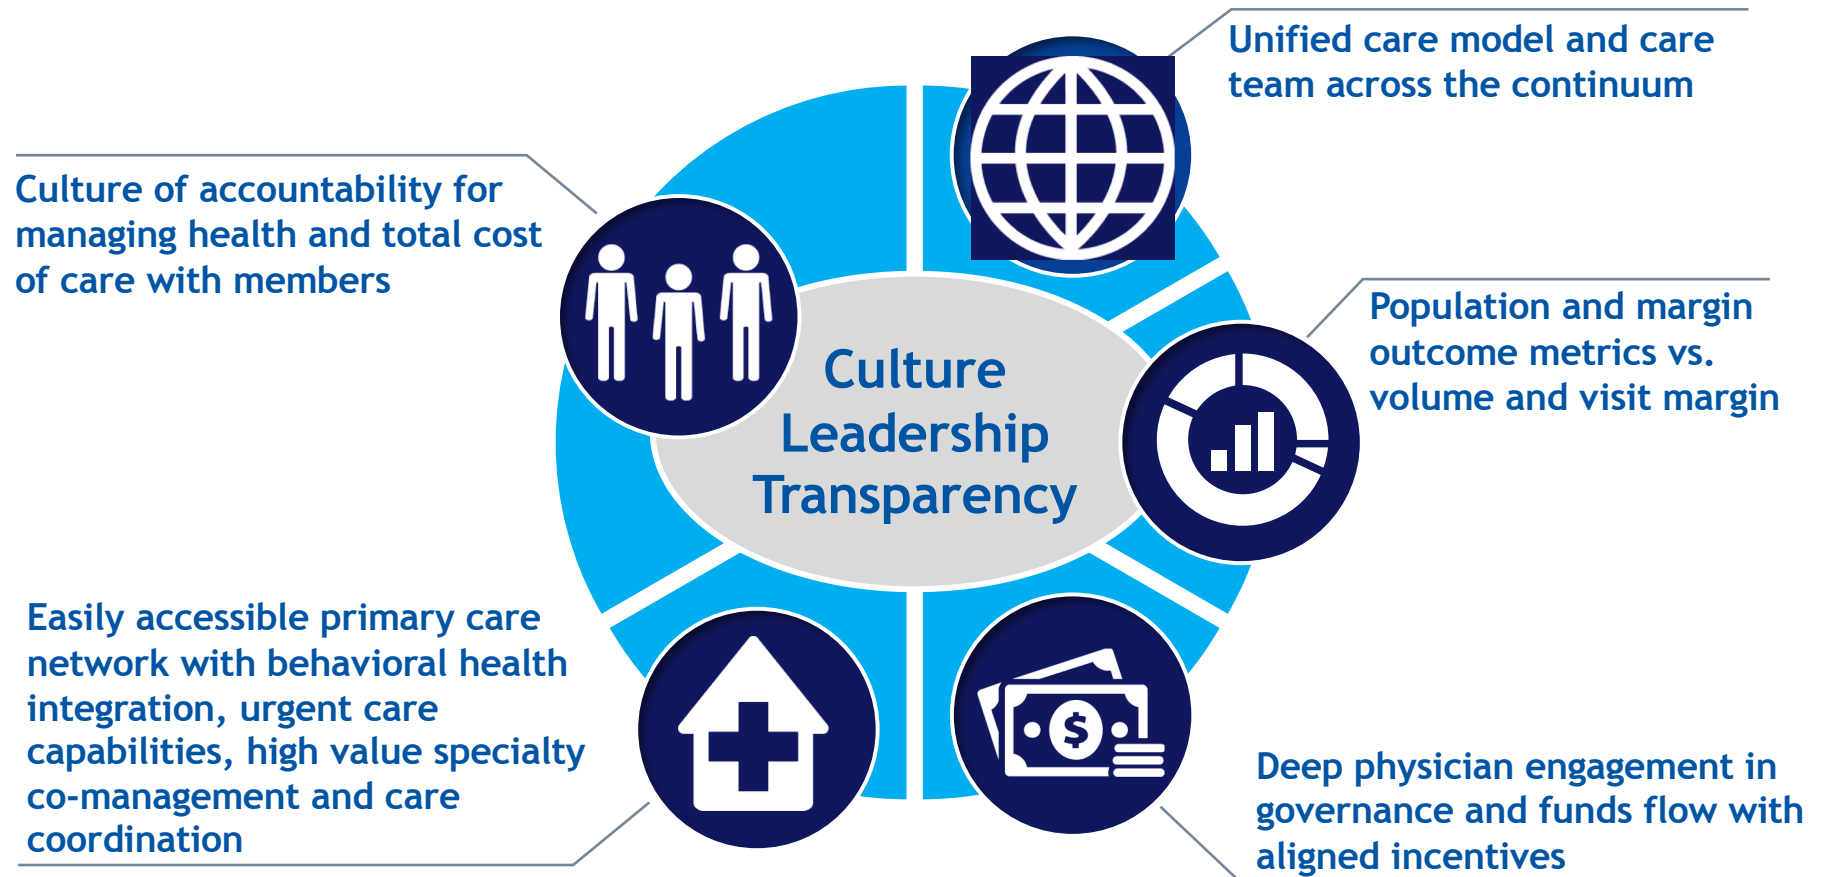 Unified care model and care
team across the continuum
Culture of accountability for
managing health and total cost
of care with members
Population and margin
outcome metrics vs.
volume and visit margin
Culture
Leadership
Transparency
$
Easily accessible primary care
network with behavioral health
integration, urgent care
capabilities, high value specialty
co-management and care
coordination
Deep physician engagement in
governance and funds flow with
aligned incentives